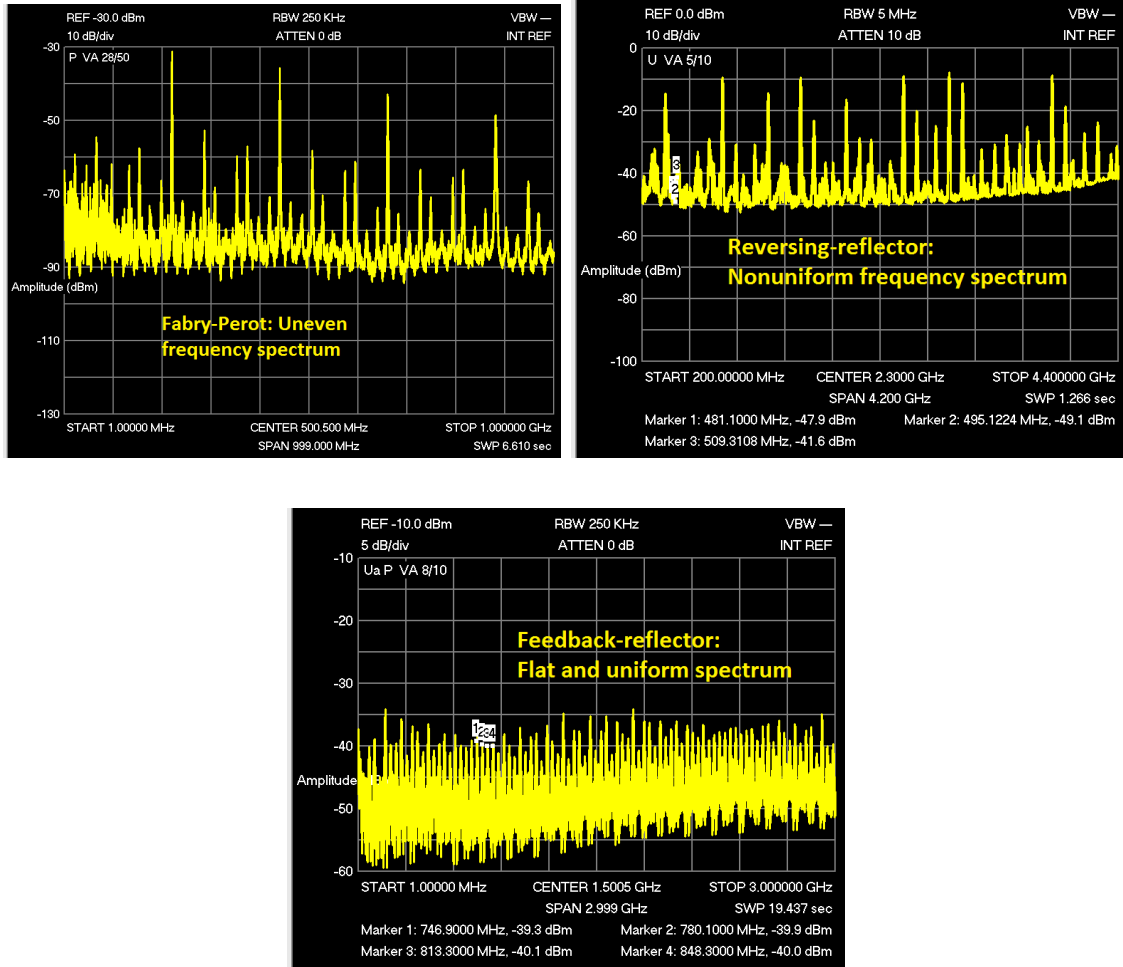 REF -30.0 dBm RBW 250 KHz VBW —
10 dB/div ATTEN 0 dB INT REF
-30
P VA 28/50
-50
-70
-90
Amplitude (dBm)
Fabry-Perot: Uneven
frequency spectrum
-110
-130
START 1.00000 MHz CENTER 500.500 MHz STOP 1.000000 GHz
SPAN 999.000 MHz SWP 6.610 sec
REF 0.0 dBm RBW 5 MHz VBW —
10 dB/div ATTEN 10 dB INT REF
0
U VA 5/10
-20
3
-40
2
-60
Reversing-reflector:
Amplitude (dBm)
Nonuniform frequency spectrum
-80
-100
START 200.00000 MHz CENTER 2.3000 GHz STOP 4.400000 GHz
SPAN 4.200 GHz SWP 1.266 sec
Marker 1: 481.1000 MHz, -47.9 dBm Marker 2: 495.1224 MHz, -49.1 dBm
Marker 3: 509.3108 MHz, -41.6 dBm
REF -10.0 dBm RBW 250 KHz VBW —
5 dB/div ATTEN 0 dB INT REF
-10
Ua P VA 8/10
-20
Feedback-reflector:
Flat and uniform spectrum
-30
1234
-40
Amplitude
-50
-60
START 1.00000 MHz CENTER 1.5005 GHz STOP 3.000000 GHz
SPAN 2.999 GHz SWP 19.437 sec
Marker 1: 746.9000 MHz, -39.3 dBm Marker 2: 780.1000 MHz, -39.9 dBm
Marker 3: 813.3000 MHz, -40.1 dBm Marker 4: 848.3000 MHz, -40.0 dBm